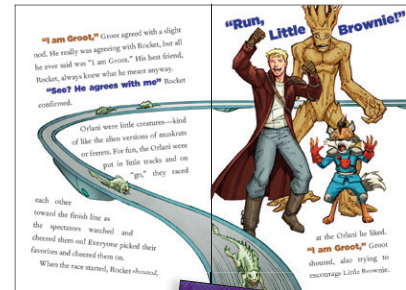 "I am Groot," Groot agreed with a slight
nod. He really was agreeing with Rocket, but all
he ever said was "I am Groot." His best friend,
Rocket, always knew what he meant anyway.
"See? He agrees with me" Rocket
confirmed.
Orlani were little creatures—kind
of like the alien versions of muskrats
or ferrets. For fun, the Orlani were
put in little tracks and on
"go," they raced
each other
toward the finish line as
the spectators watched and
cheered them on! Everyone picked their
favorites and cheered them on.
When the race started, Rocket shouted,
"Run, Little Brownie!"
at the Orlani he liked.
"I am Groot," Groot
shouted, also trying to
encourage Little Brownie.